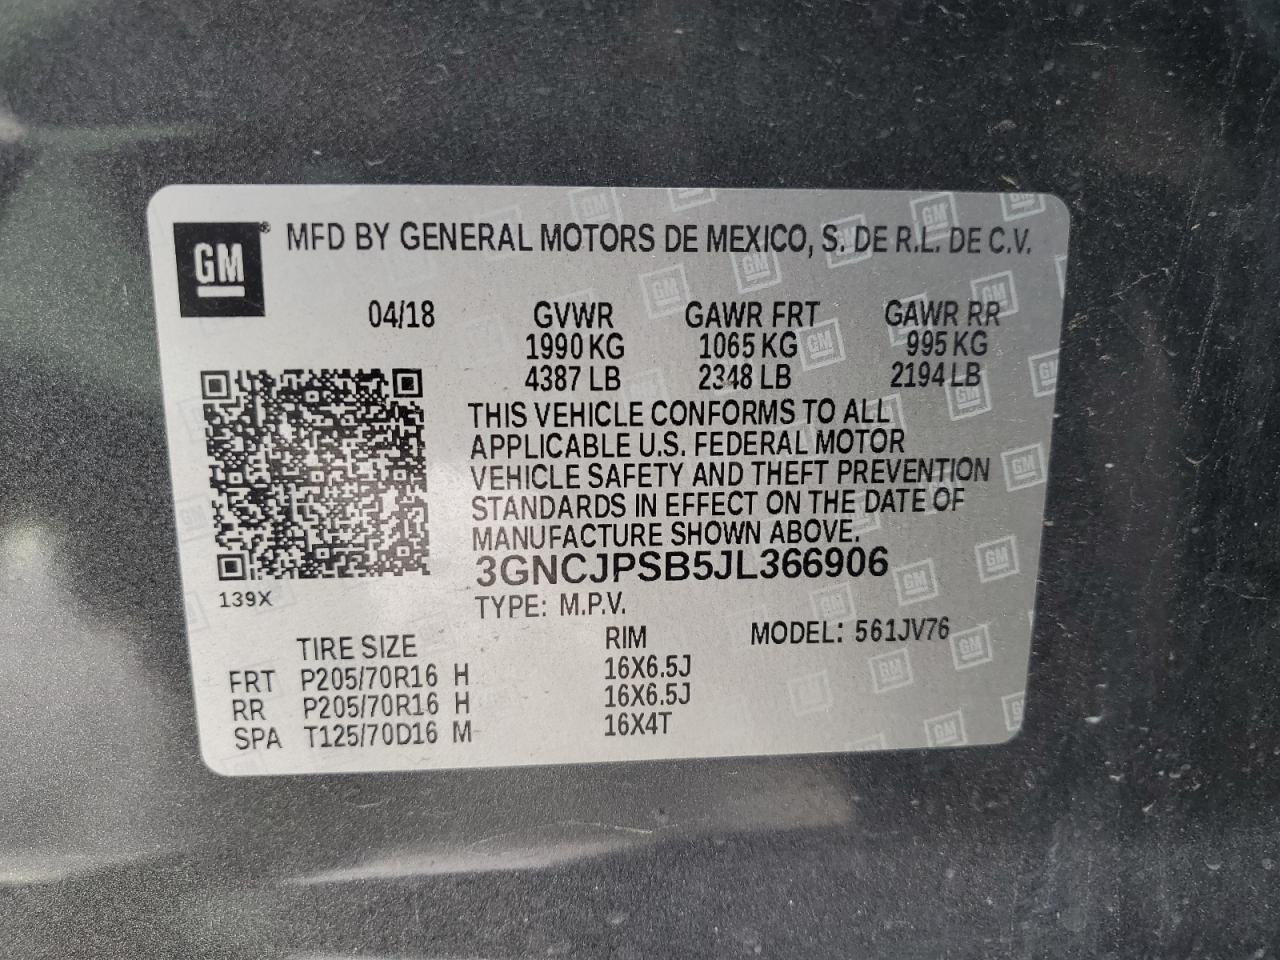 GM® MFD BY GENERAL MOTORS DE MEXICO, S. DE R.L. DE C.V.
04/18 GVWR GAWR FRT GAWR RR
1990 KG 1065 KG 995 KG
4387 LB 2348 LB 2194 LB
THIS VEHICLE CONFORMS TO ALL
APPLICABLE U.S. FEDERAL MOTOR
VEHICLE SAFETY AND THEFT PREVENTION
STANDARDS IN EFFECT ON THE DATE OF
MANUFACTURE SHOWN ABOVE.
3GNCJPSB5JL366906
139X
TYPE: M.P.V.
TIRE SIZE RIM MODEL: 561JV76
FRT P205/70R16 H 16X6.5J
RR P205/70R16 H 16X6.5J
SPA T125/70D16 M 16X4T